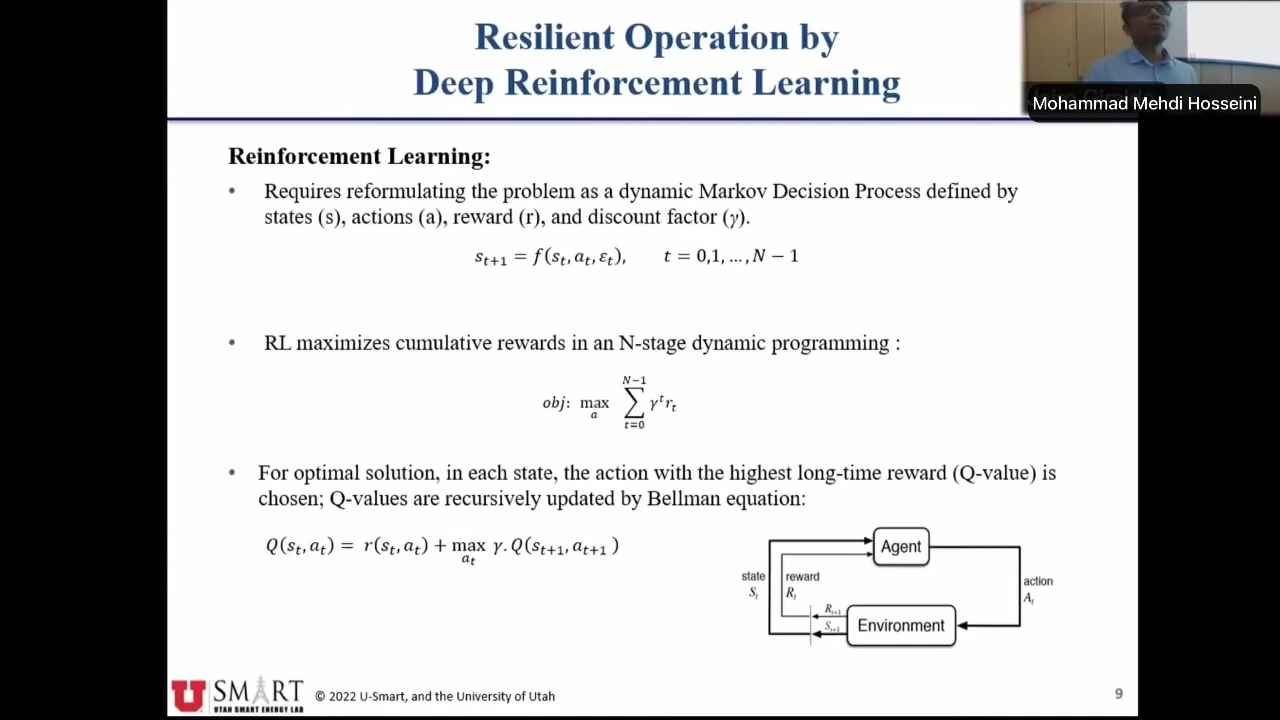 Resilient Operation by
Deep Reinforcement Learning
Mohammad Mehdi Hosseini
Reinforcement Learning:
• Requires reformulating the problem as a dynamic Markov Decision Process defined by
states (s), actions (a), reward (r), and discount factor (γ).
s_{t+1} = f(s_t, a_t, ε_t),    t = 0,1, …, N − 1
• RL maximizes cumulative rewards in an N-stage dynamic programming :
obj: max_a ∑_{t=0}^{N−1} γ^t r_t
• For optimal solution, in each state, the action with the highest long-time reward (Q-value) is
chosen; Q-values are recursively updated by Bellman equation:
Q(s_t, a_t) = r(s_t, a_t) + max_{a_t} γ. Q(s_{t+1}, a_{t+1} )
Agent
state
S_t
reward
R_t
action
A_t
R_{t+1}
S_{t+1}
Environment
U SMART
UTAH SMART ENERGY LAB
© 2022 U-Smart, and the University of Utah
9